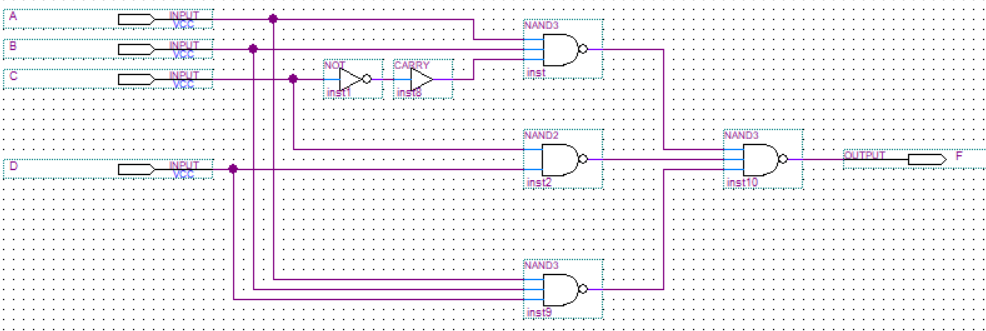 A INPUT VCC
B INPUT VCC
C INPUT VCC
D INPUT VCC
NAND3
inst
NOT
inst1
CARRY
inst8
NAND2
inst2
NAND3
inst10
OUTPUT F
NAND3
inst9